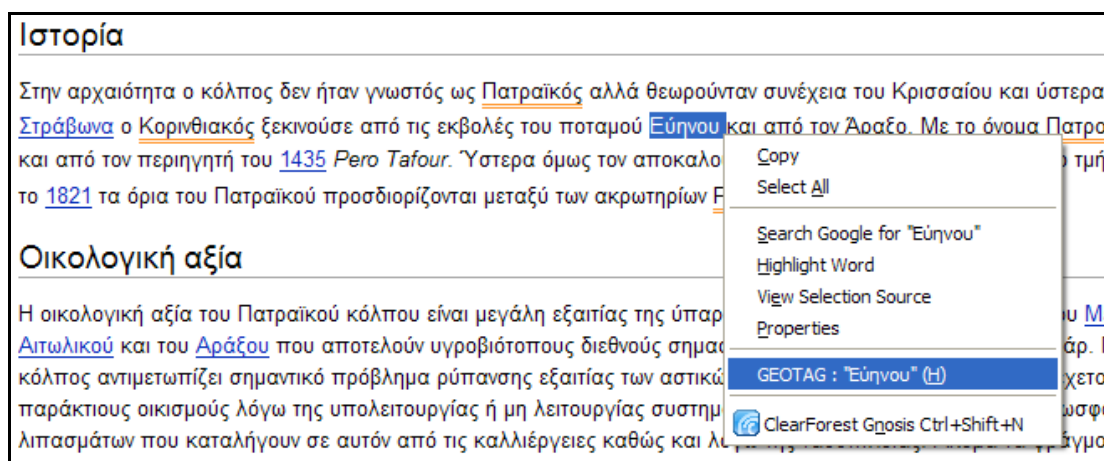 Ιστορία
Στην αρχαιότητα ο κόλπος δεν ήταν γνωστός ως Πατραϊκός αλλά θεωρούνταν συνέχεια του Κρισσαίου και ύστερα
Στράβωνα ο Κορινθιακός ξεκινούσε από τις εκβολές του ποταμού Εύηνου και από τον Άραξο. Με το όνομα
και από τον περιηγητή του 1435 Pero Tafour. Ύστερα όμως τον
το 1821 τα όρια του Πατραϊκού προσδιορίζονται μεταξύ των ακρωτηρίων
Copy
Select All
Search Google for "Εύηνου"
Highlight Word
View Selection Source
Properties
GEOTAG : "Εύηνου" (H)
ClearForest Gnosis Ctrl+Shift+N
Οικολογική αξία
Η οικολογική αξία του Πατραϊκού κόλπου είναι μεγάλη εξαιτίας της
Αιτωλικού και του Αράξου που αποτελούν υγροβιότοπους διεθνούς
κόλπος αντιμετωπίζει σημαντικό πρόβλημα ρύπανσης εξαιτίας των
παράκτιους οικισμούς λόγω της υπολειτουργίας ή μη λειτουργίας
λιπασμάτων που καταλήγουν σε αυτόν από τις καλλιέργειες καθώς και